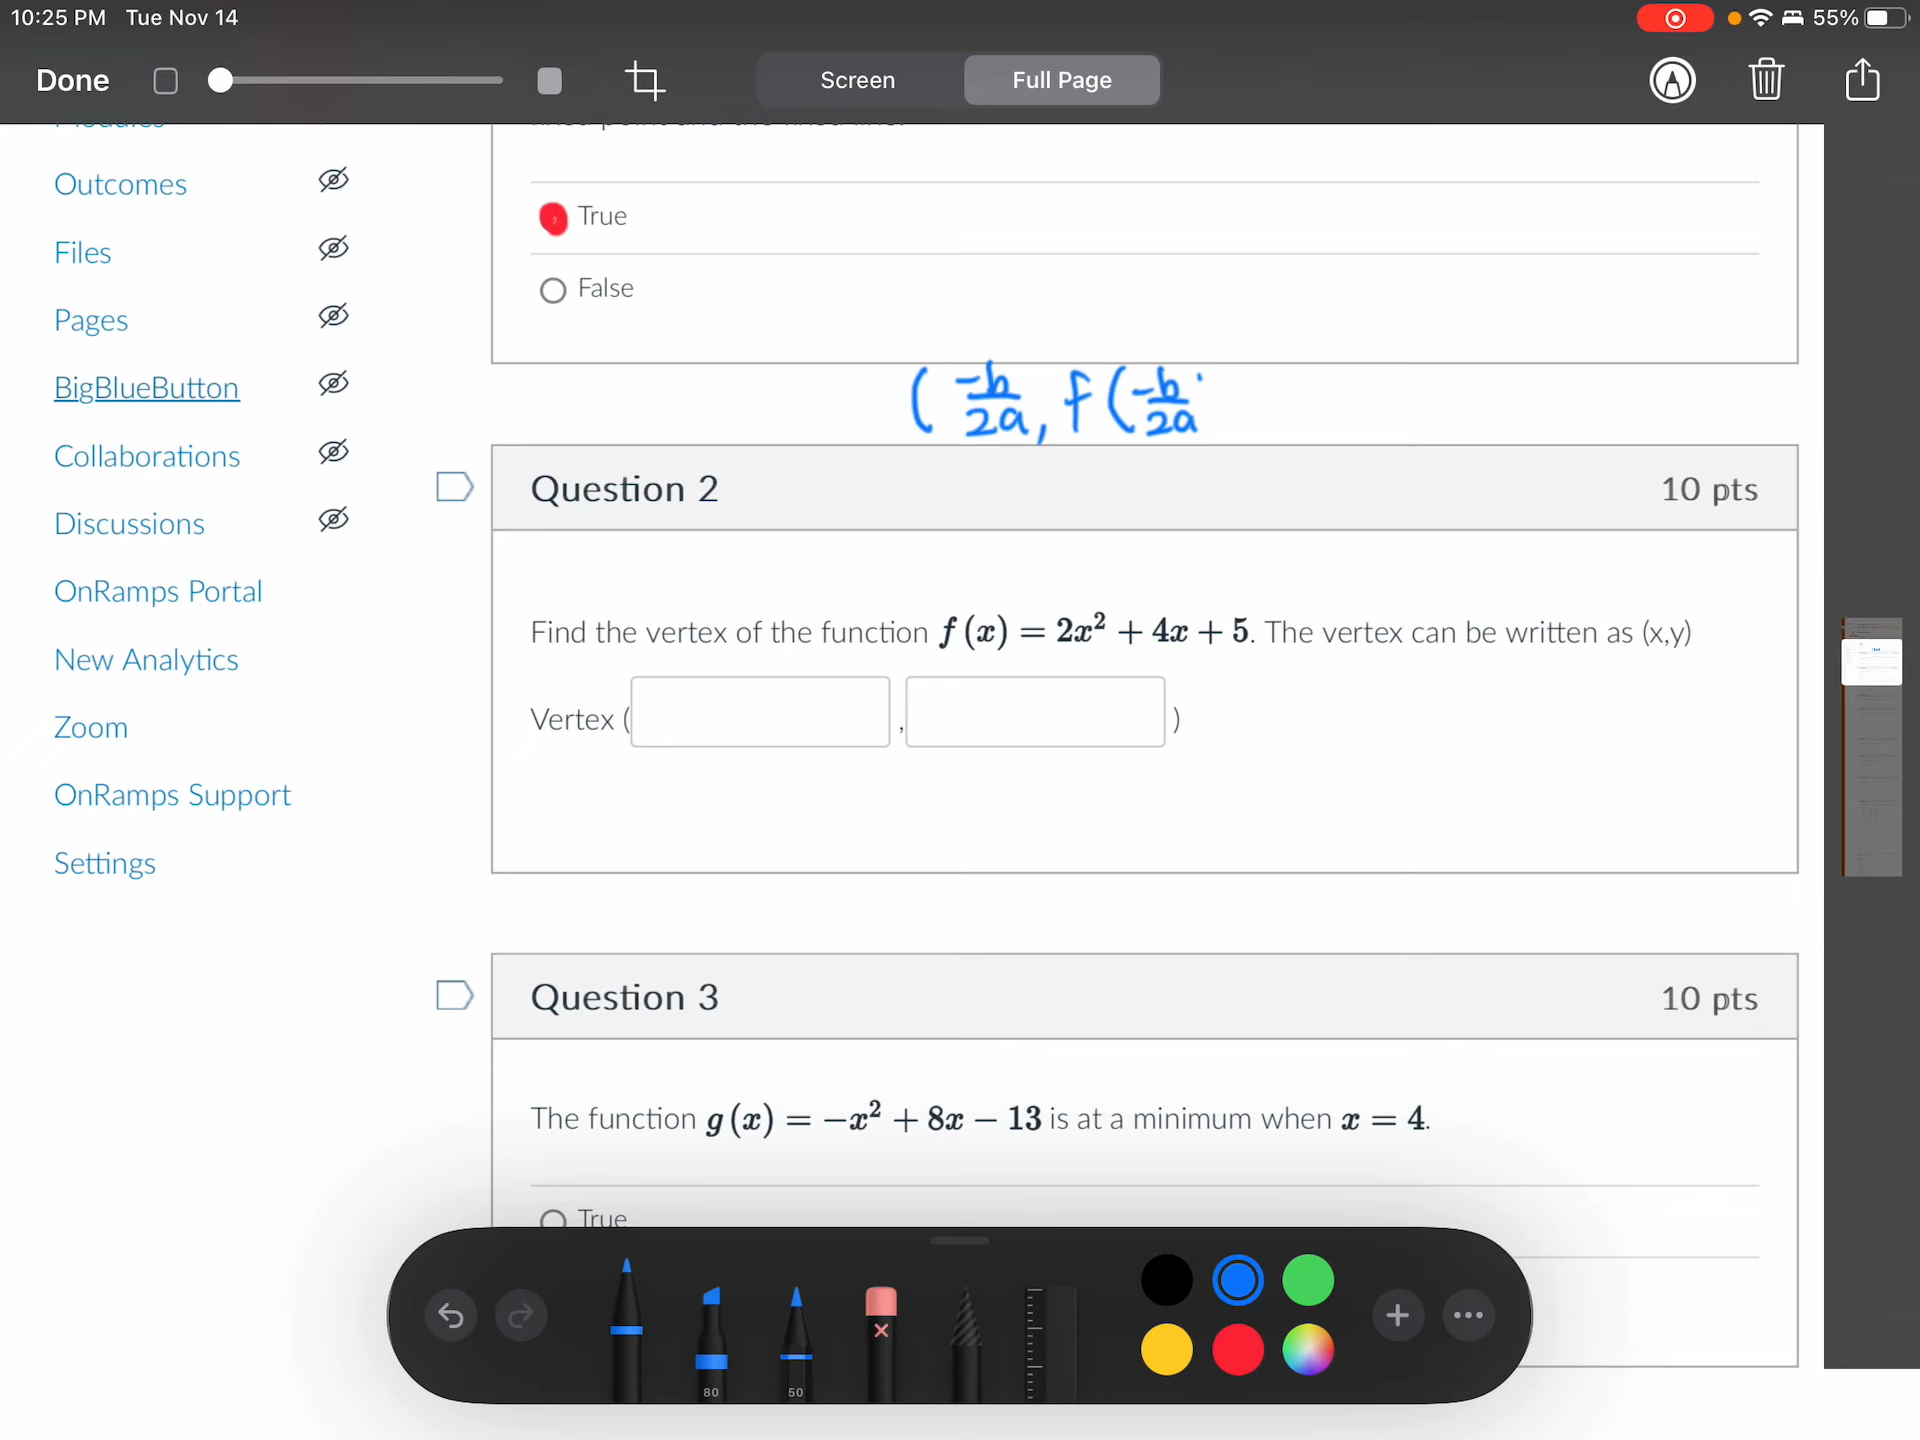 10:25 PM Tue Nov 14
55%
Done
Screen
Full Page
Outcomes
Files
Pages
BigBlueButton
Collaborations
Discussions
OnRamps Portal
New Analytics
Zoom
OnRamps Support
Settings
True
False
(-b/2a, f(-b/2a
Question 2 10 pts
Find the vertex of the function f(x) = 2x² + 4x + 5. The vertex can be written as (x,y)
Vertex ( , )
Question 3 10 pts
The function g(x) = −x² + 8x − 13 is at a minimum when x = 4.
True
80
50